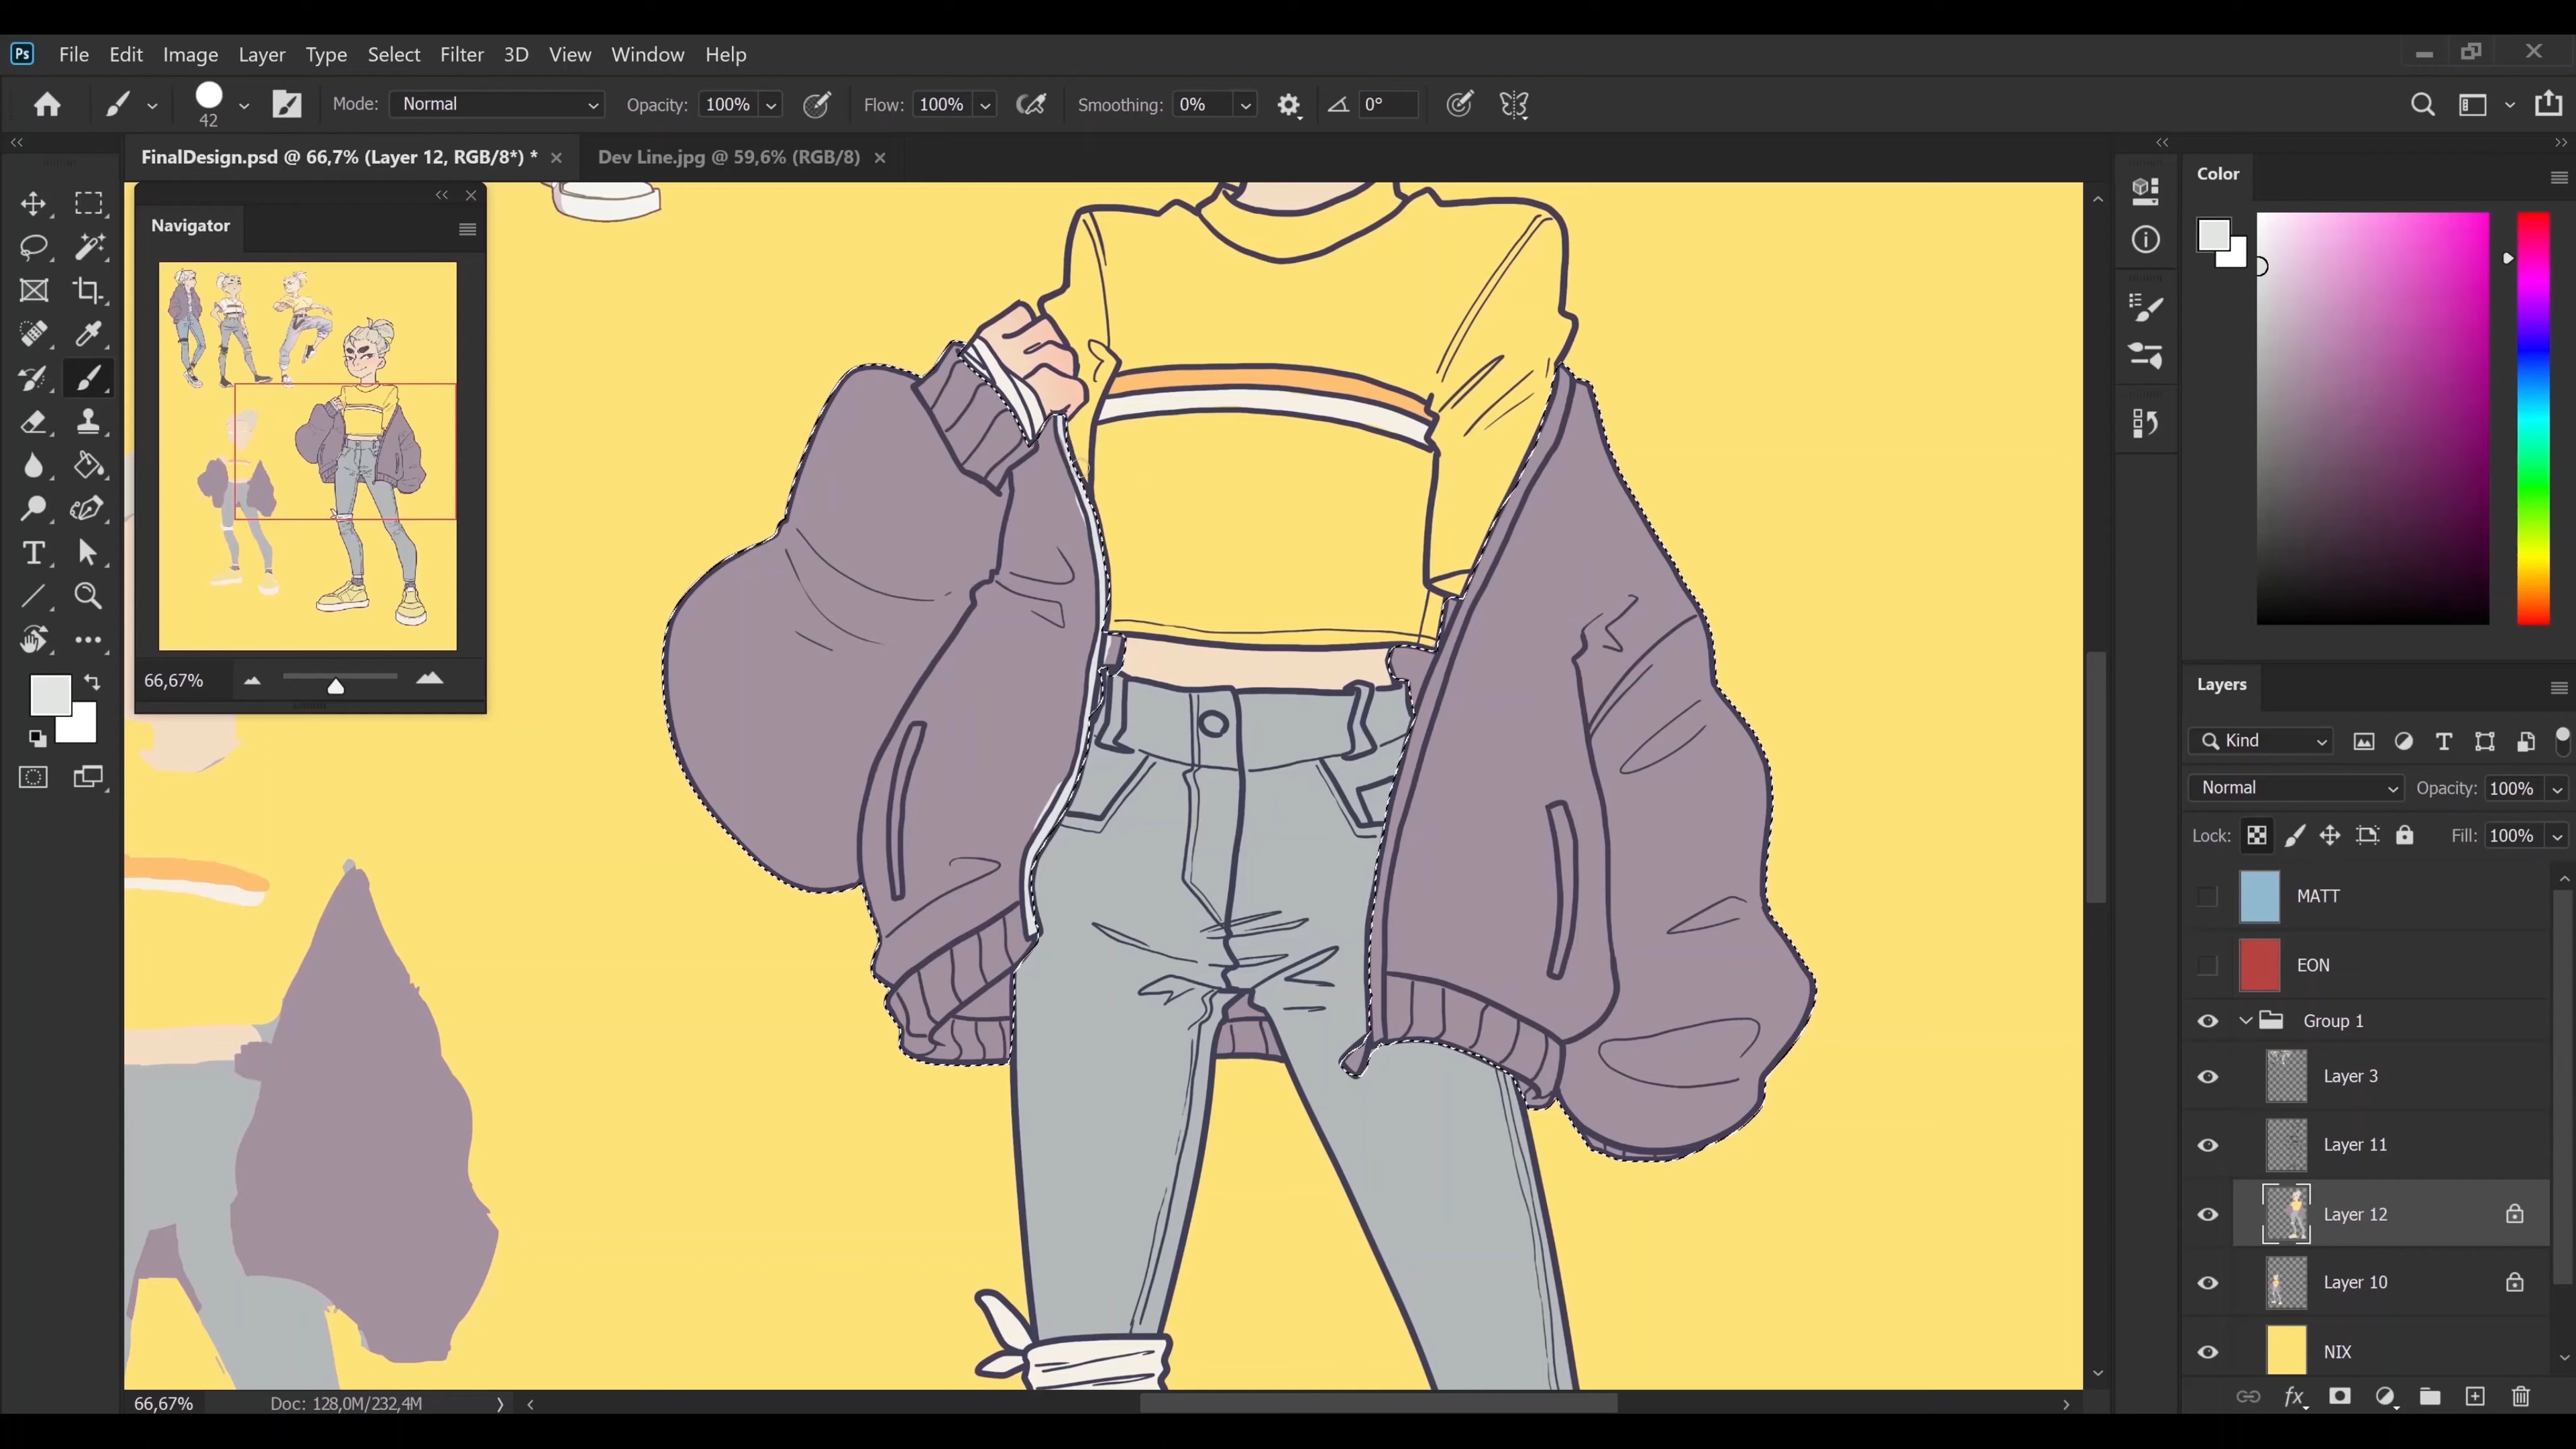 Ps File Edit Image Layer Type Select Filter 3D View Window Help
42 Mode: Normal Opacity: 100% Flow: 100% Smoothing: 0% 0°
FinalDesign.psd @ 66,7% (Layer 12, RGB/8*) * Dev Line.jpg @ 59,6% (RGB/8)
Navigator
66,67%
66,67% Doc: 128,0M/232,4M
Color
Layers
Kind
Normal Opacity: 100%
Lock: Fill: 100%
MATT
EON
Group 1
Layer 3
Layer 11
Layer 12
Layer 10
NIX
fx